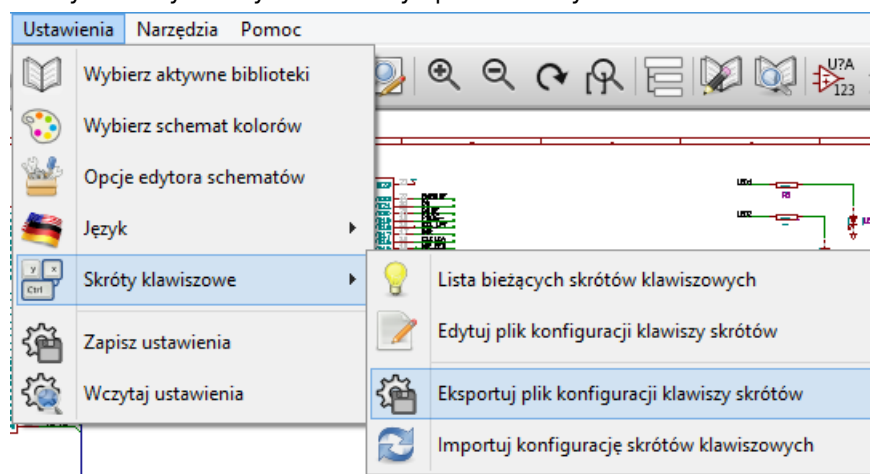 Ustawienia Narzędzia Pomoc
U?A
123
Wybierz aktywne biblioteki
Wybierz schemat kolorów
Opcje edytora schematów
Język
Skróty klawiszowe
Zapisz ustawienia
Wczytaj ustawienia
Lista bieżących skrótów klawiszowych
Edytuj plik konfiguracji klawiszy skrótów
Eksportuj plik konfiguracji klawiszy skrótów
Importuj konfigurację skrótów klawiszowych
y x
Ctrl